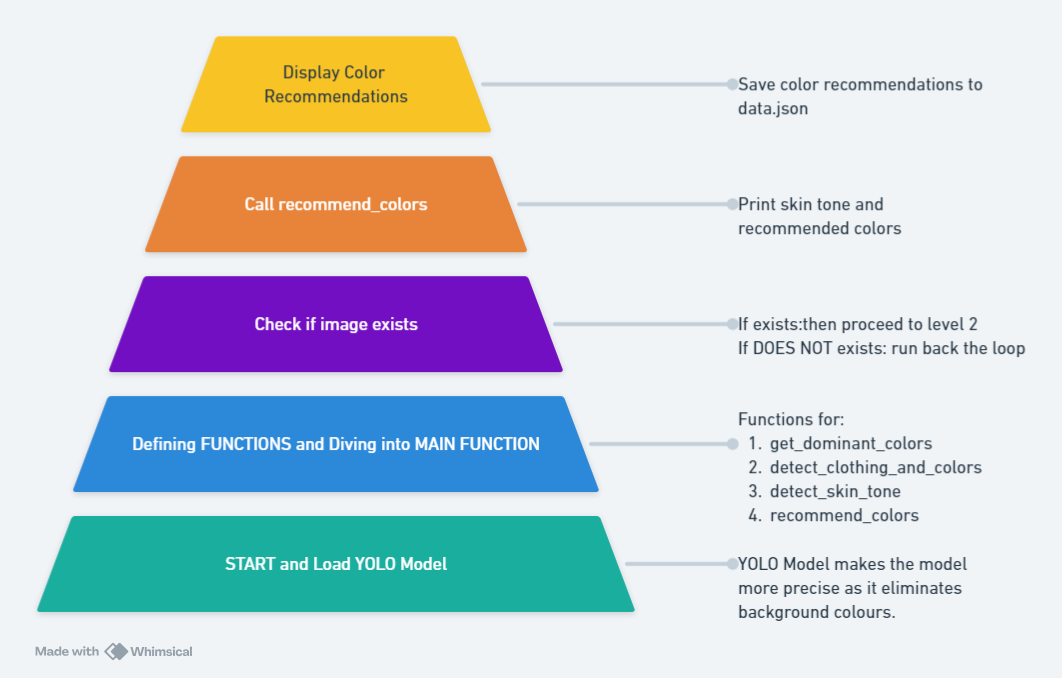 Display Color
Recommendations
Save color recommendations to
data.json
Call recommend_colors
Print skin tone and
recommended colors
Check if image exists
If exists:then proceed to level 2
If DOES NOT exists: run back the loop
Defining FUNCTIONS and Diving into MAIN FUNCTION
Functions for:
1. get_dominant_colors
2. detect_clothing_and_colors
3. detect_skin_tone
4. recommend_colors
START and Load YOLO Model
YOLO Model makes the model
more precise as it eliminates
background colours.
Made with Whimsical